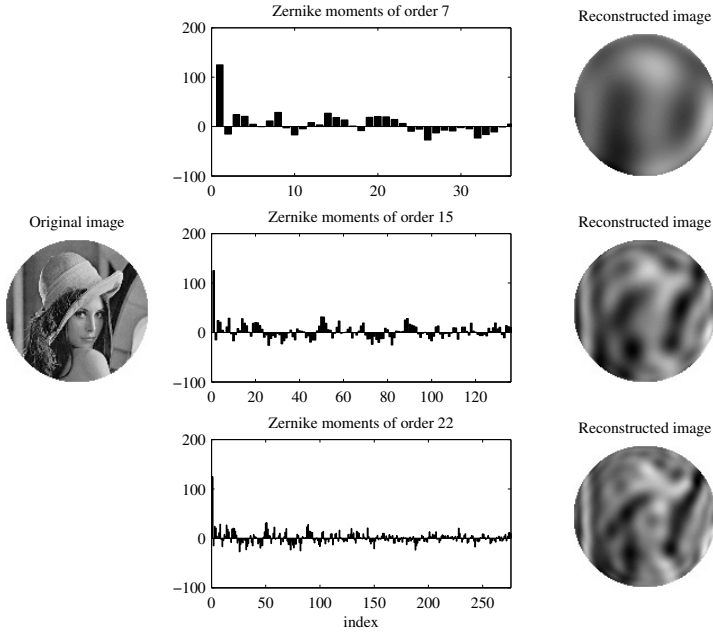 Zernike moments of order 7
Reconstructed image
200
100
0
−100
0 10 20 30
Original image
Zernike moments of order 15
Reconstructed image
200
100
0
−100
0 20 40 60 80 100 120
Zernike moments of order 22
Reconstructed image
200
100
0
−100
0 50 100 150 200 250
index